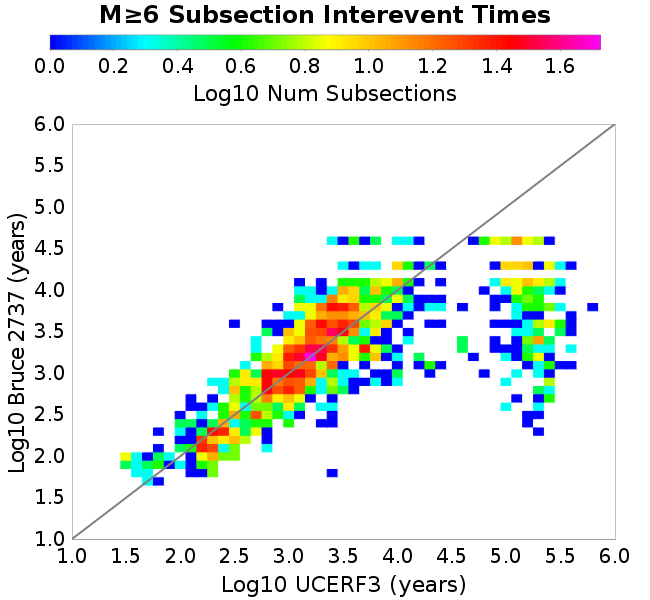 M≥6 Subsection Interevent Times
0.0 0.2 0.4 0.6 0.8 1.0 1.2 1.4 1.6
Log10 Num Subsections
6.0
5.5
5.0
4.5
4.0
3.5
3.0
2.5
2.0
1.5
1.0
Log10 Bruce 2737 (years)
1.0 1.5 2.0 2.5 3.0 3.5 4.0 4.5 5.0 5.5 6.0
Log10 UCERF3 (years)